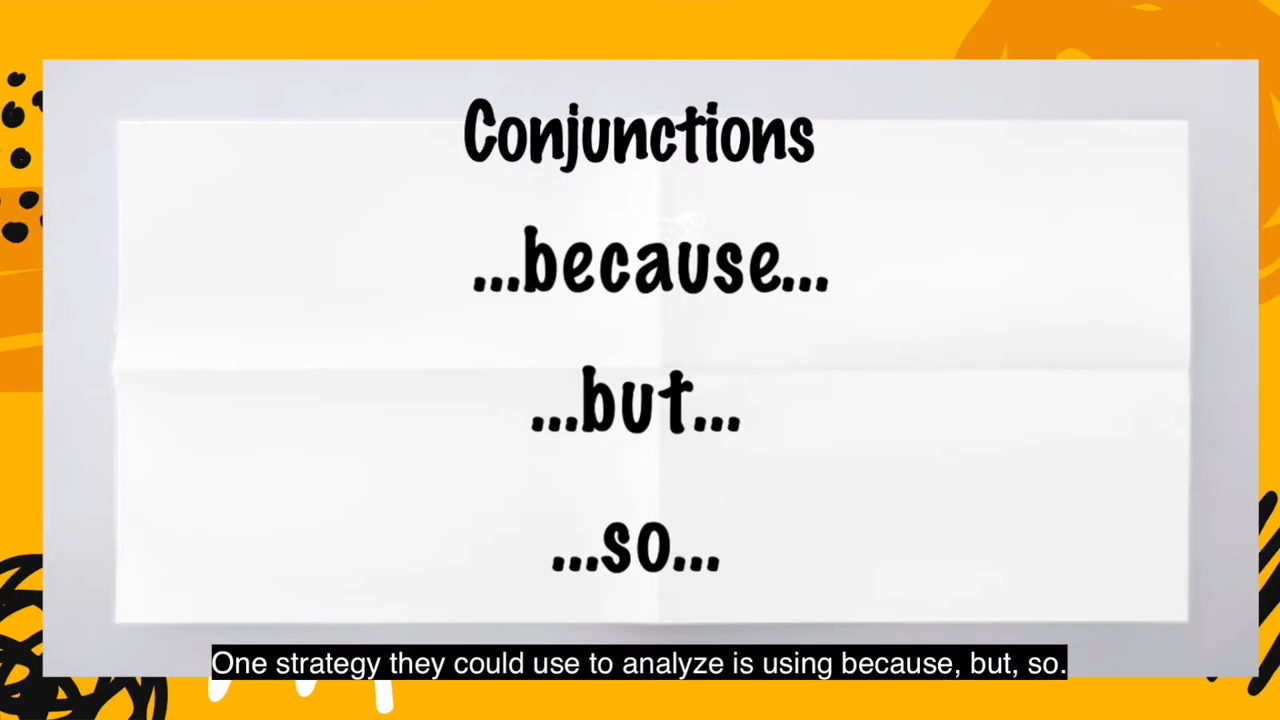 Conjunctions
...because...
...but...
...so...
One strategy they could use to analyze is using because, but, so.